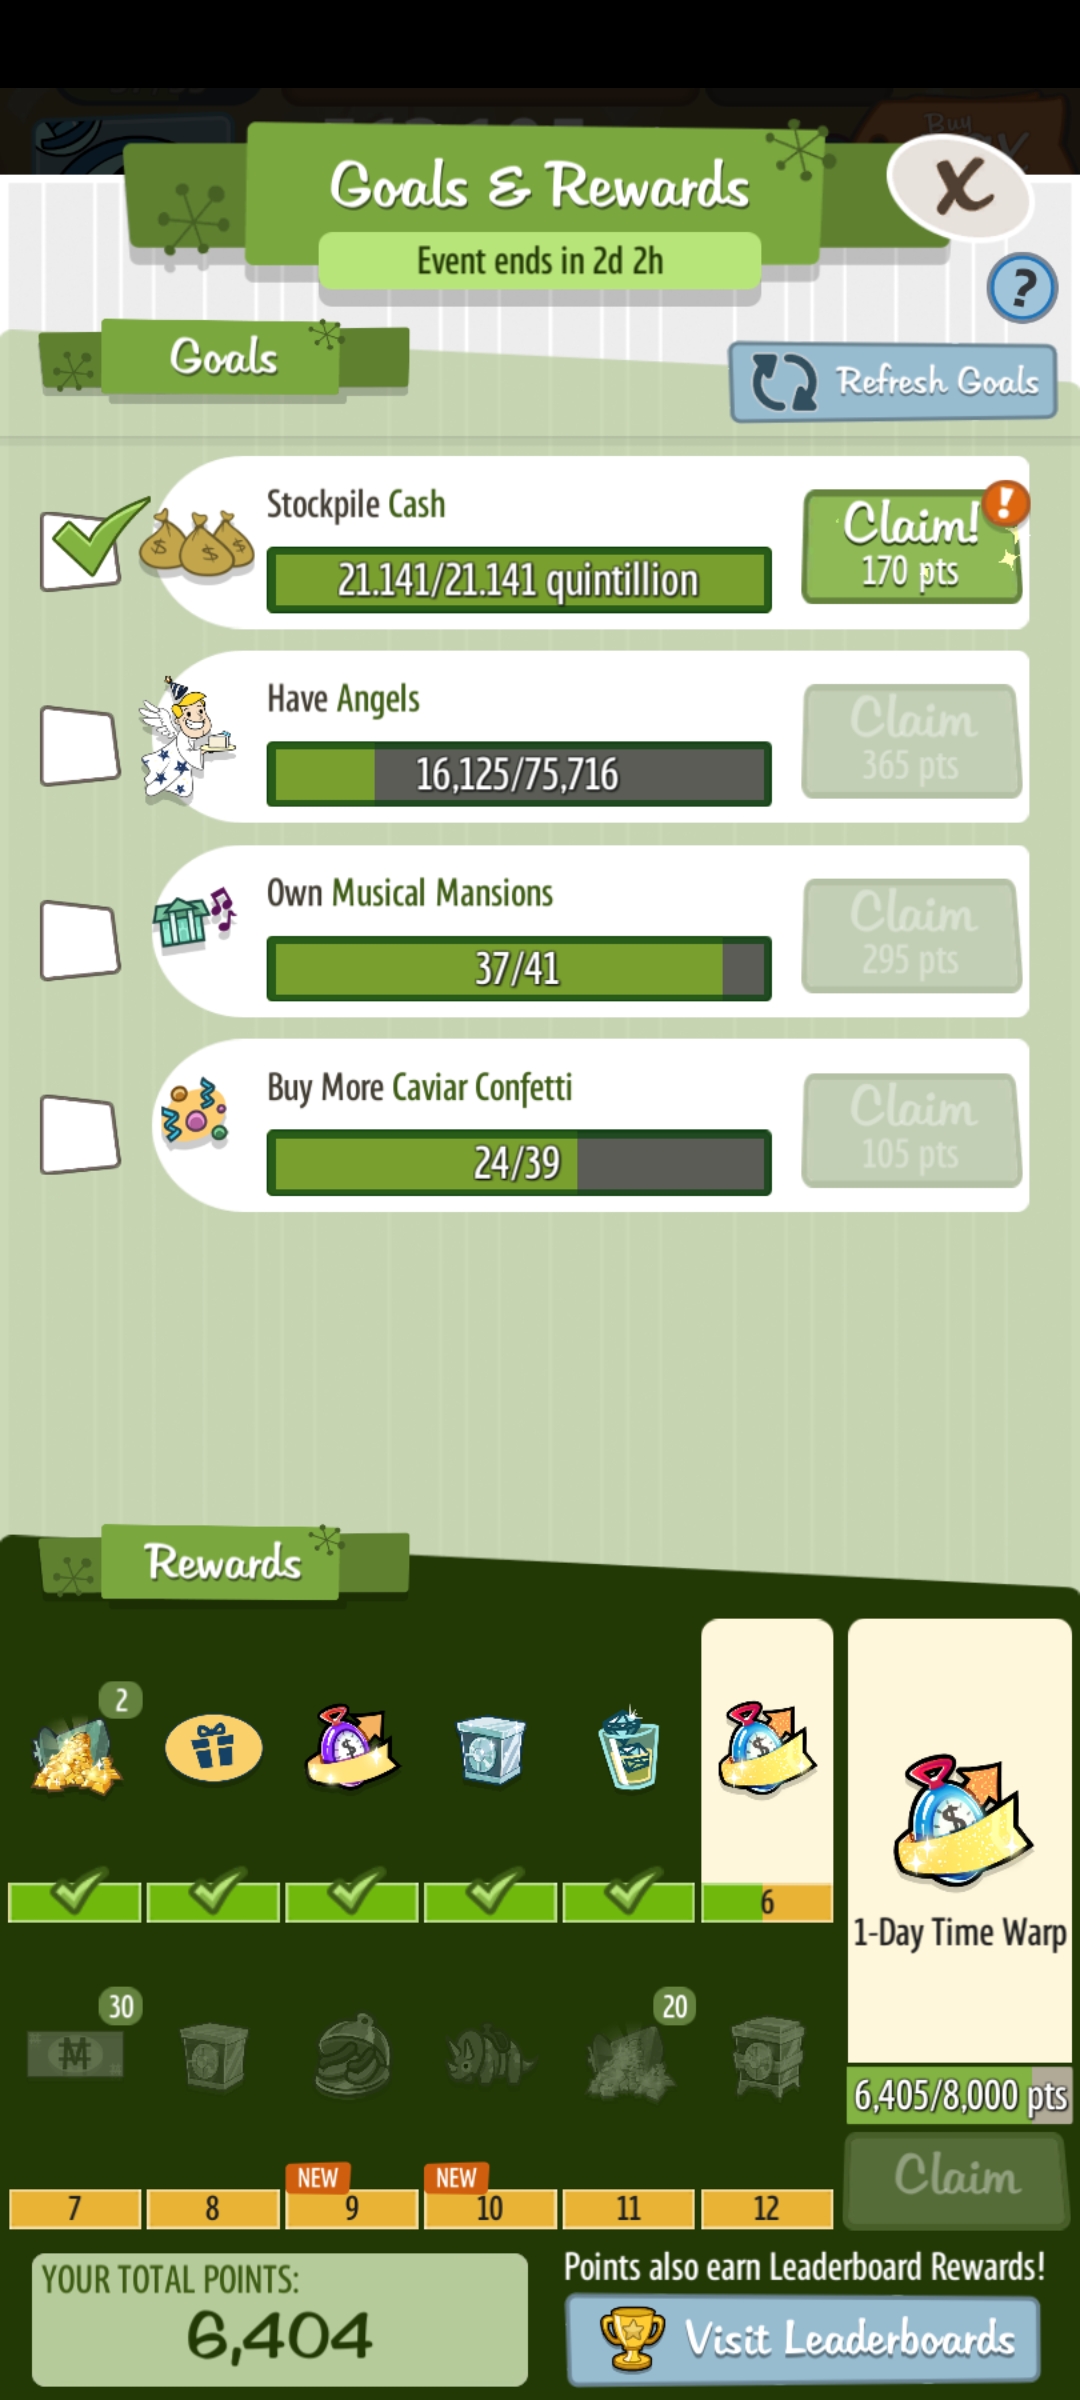 Buy
Goals & Rewards
X
Event ends in 2d 2h
?
Goals
Refresh Goals
Stockpile Cash
21.141/21.141 quintillion
Claim!
!
170 pts
Have Angels
16,125/75,716
Claim
365 pts
Own Musical Mansions
37/41
Claim
295 pts
Buy More Caviar Confetti
24/39
Claim
105 pts
Rewards
2
6
1-Day Time Warp
30
20
6,405/8,000 pts
NEW
NEW
Claim
7
8
9
10
11
12
YOUR TOTAL POINTS:
6,404
Points also earn Leaderboard Rewards!
Visit Leaderboards